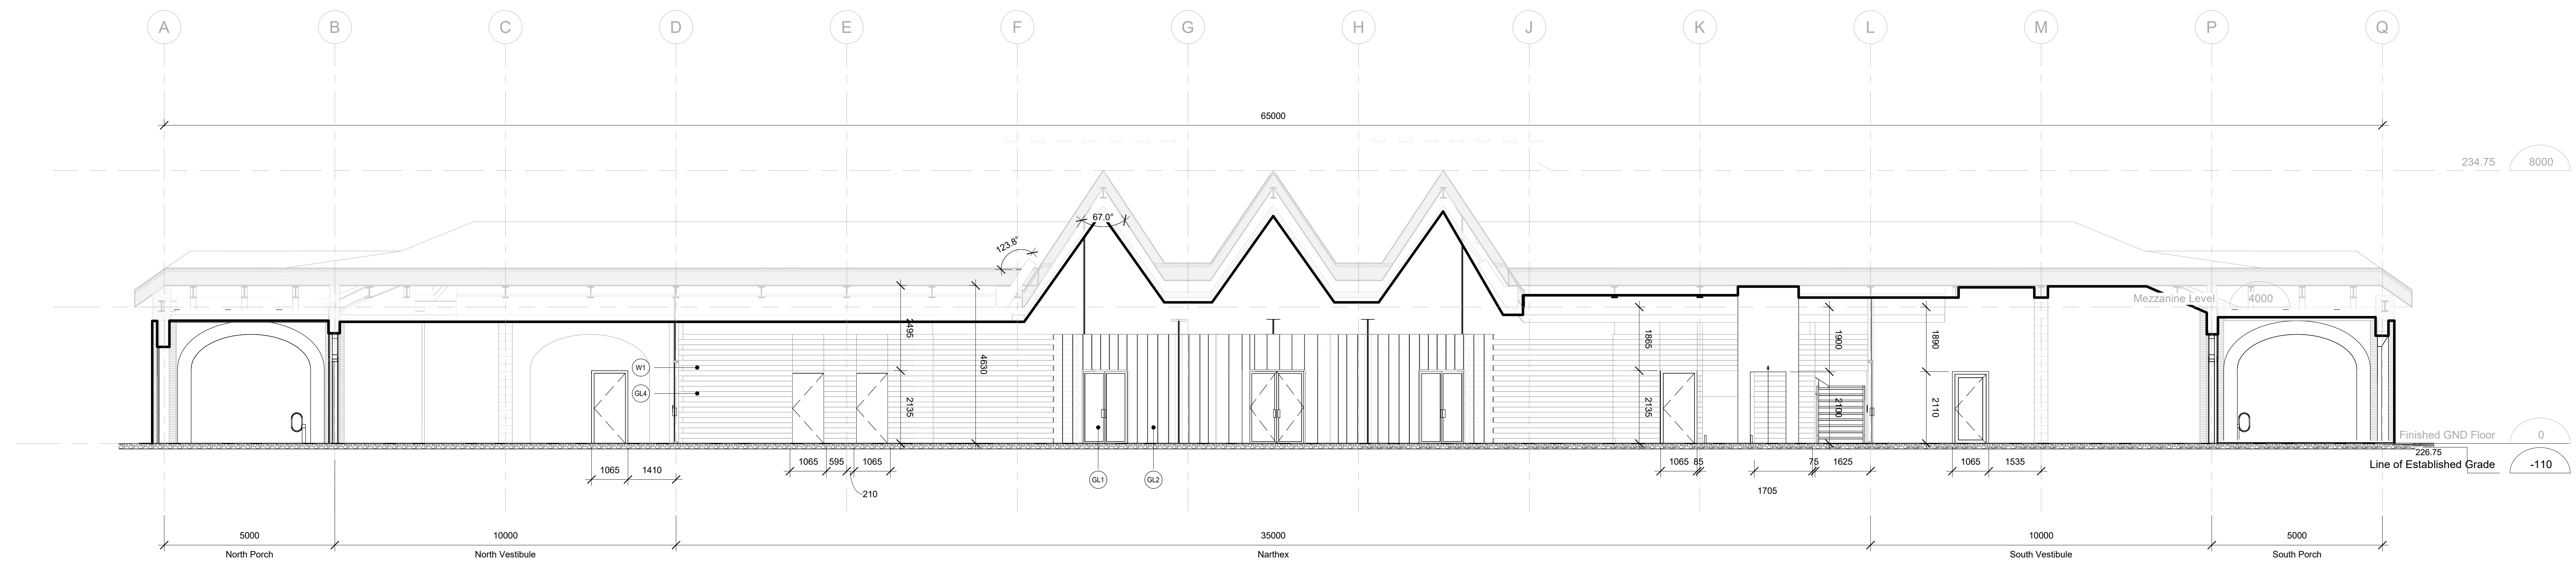 A B C D E F G H J K L M P Q
65000
234.75 8000
67.0°
123.8°
Mezzanine Level 4000
2495
4630
1865
1900
1890
W1
GL4
2135
2135
2100
2110
Finished GND Floor 0
226.75
Line of Established Grade -110
1065 1410
1065 595 1065
210
GL1 GL2
1065 85
75 1625
1705
1065 1535
5000 10000 35000 10000 5000
North Porch North Vestibule Narthex South Vestibule South Porch